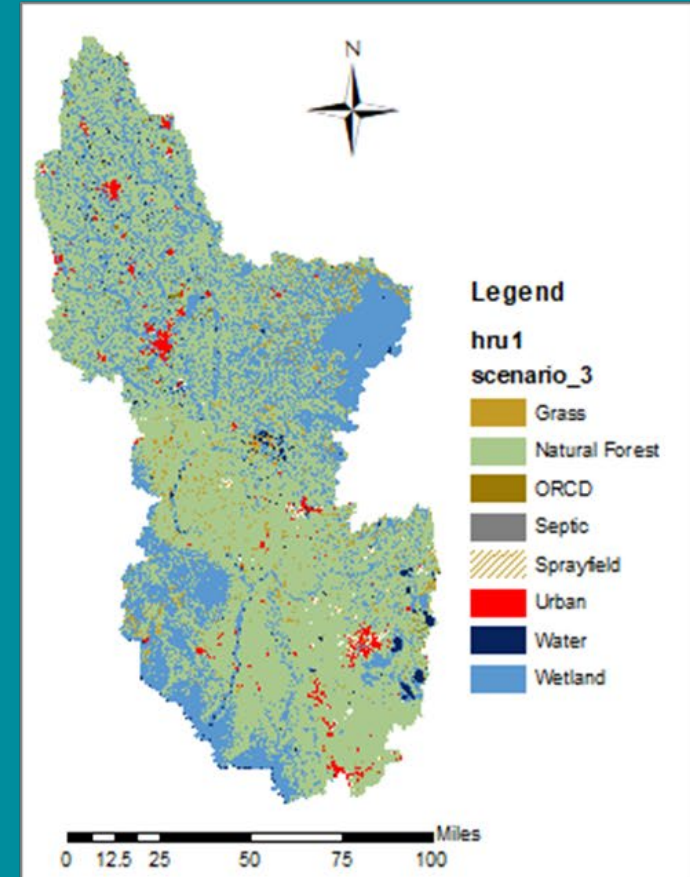 N
Legend
hru1
scenario_3
Grass
Natural Forest
ORCD
Septic
Sprayfield
Urban
Water
Wetland
Miles
0 12.5 25 50 75 100